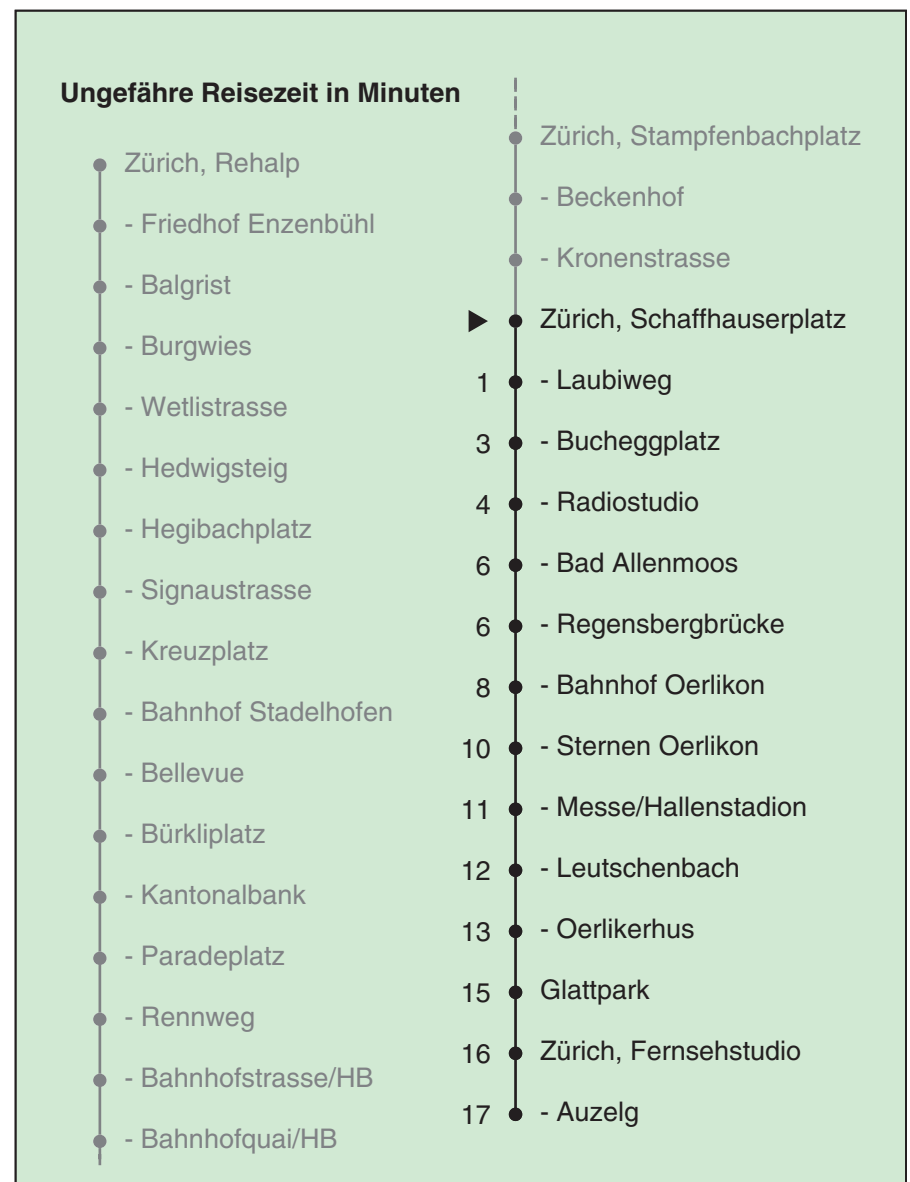 Ungefähre Reisezeit in Minuten
Zürich, Rehalp
- Friedhof Enzenbühl
- Balgrist
- Burgwies
- Wetlistrasse
- Hedwigsteig
- Hegibachplatz
- Signaustrasse
- Kreuzplatz
- Bahnhof Stadelhofen
- Bellevue
- Bürkliplatz
- Kantonalbank
- Paradeplatz
- Rennweg
- Bahnhofstrasse/HB
- Bahnhofquai/HB
Zürich, Stampfenbachplatz
- Beckenhof
- Kronenstrasse
Zürich, Schaffhauserplatz
1 - Laubiweg
3 - Bucheggplatz
4 - Radiostudio
6 - Bad Allenmoos
6 - Regensbergbrücke
8 - Bahnhof Oerlikon
10 - Sternen Oerlikon
11 - Messe/Hallenstadion
12 - Leutschenbach
13 - Oerlikerhus
15 Glattpark
16 Zürich, Fernsehstudio
17 - Auzelg